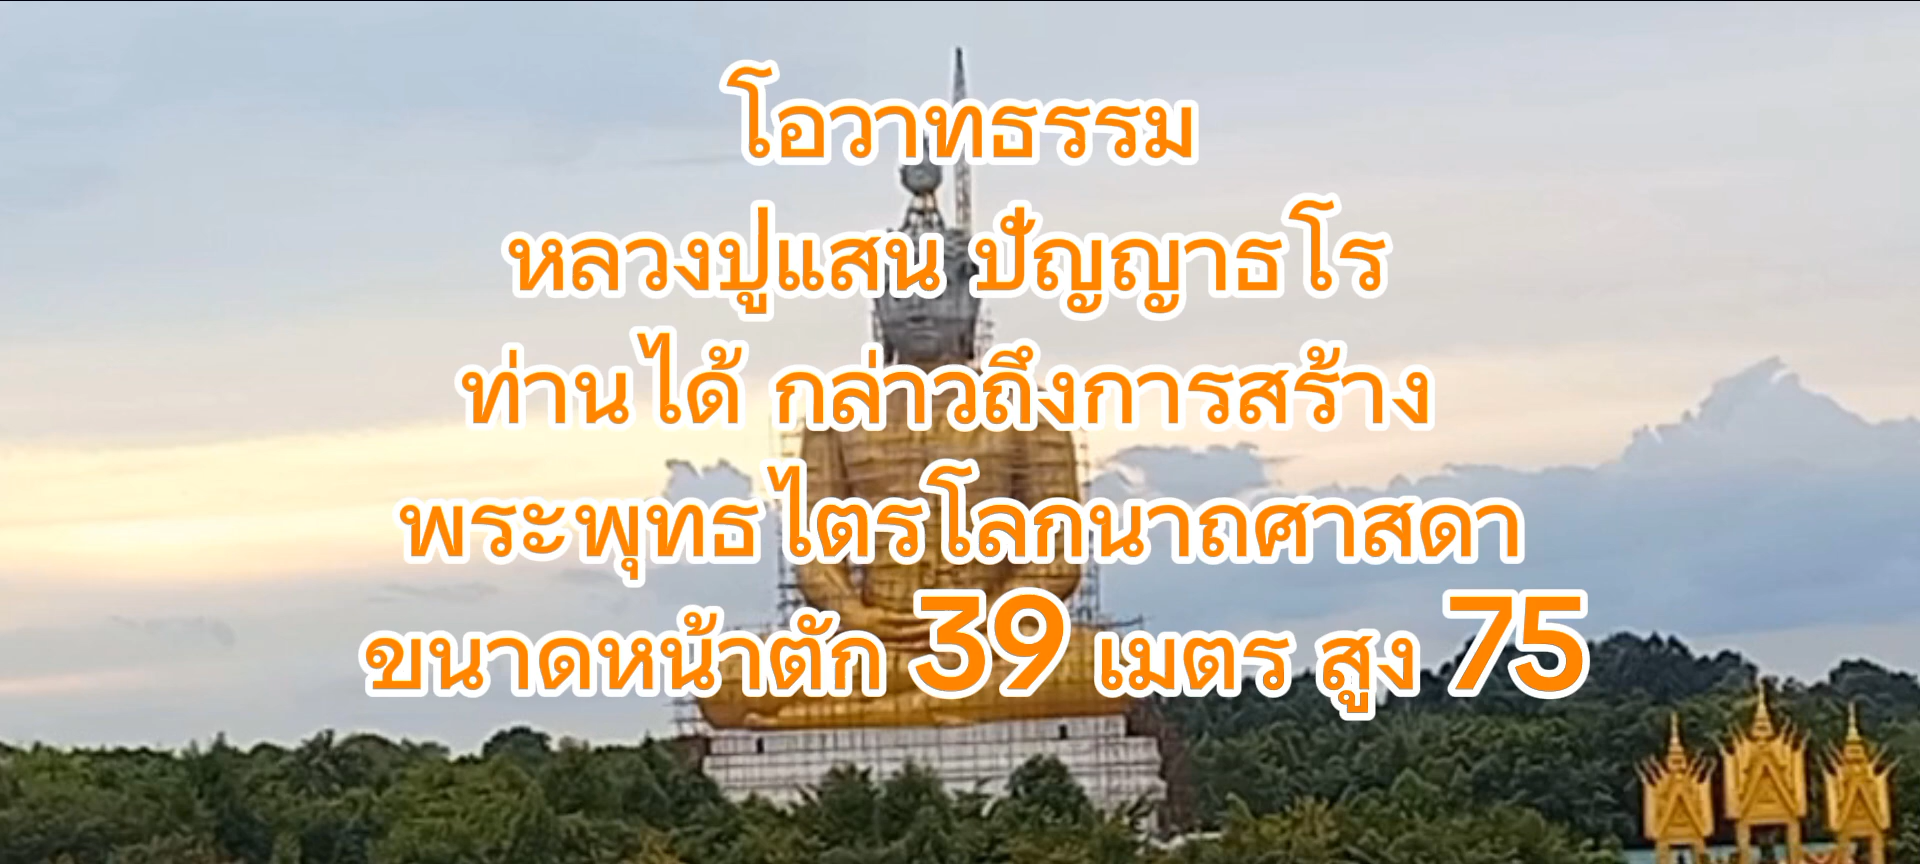 โอวาทธรรม
หลวงปู่แสน ปัญญาธโร
ท่านได้ กล่าวถึงการสร้าง
พระพุทธไตรโลกนาถศาสดา
ขนาดหน้าตัก 39 เมตร สูง 75